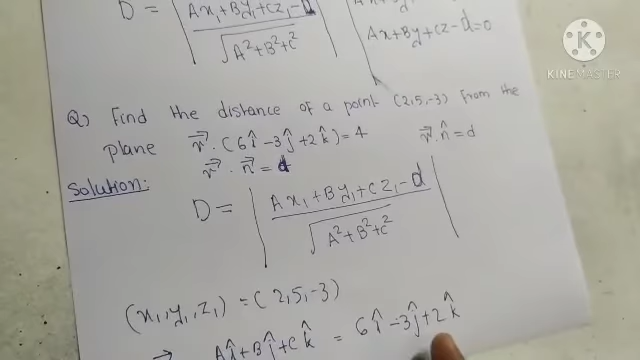 D = | Ax₁+By₁+Cz₁-d / √A²+B²+C² |
Ax+By+Cz-d=0
KINEMASTER
Q) Find the distance of a point (2,5,-3) from the
plane r⃗.(6î-3ĵ+2k̂)=4 r⃗.n̂=d
r⃗.n⃗=d
Solution:
D = | Ax₁+By₁+Cz₁-d / √A²+B²+C² |
(x₁,y₁,z₁)=(2,5,-3)
⇒ Aî+Bĵ+Ck̂ = 6î-3ĵ+2k̂